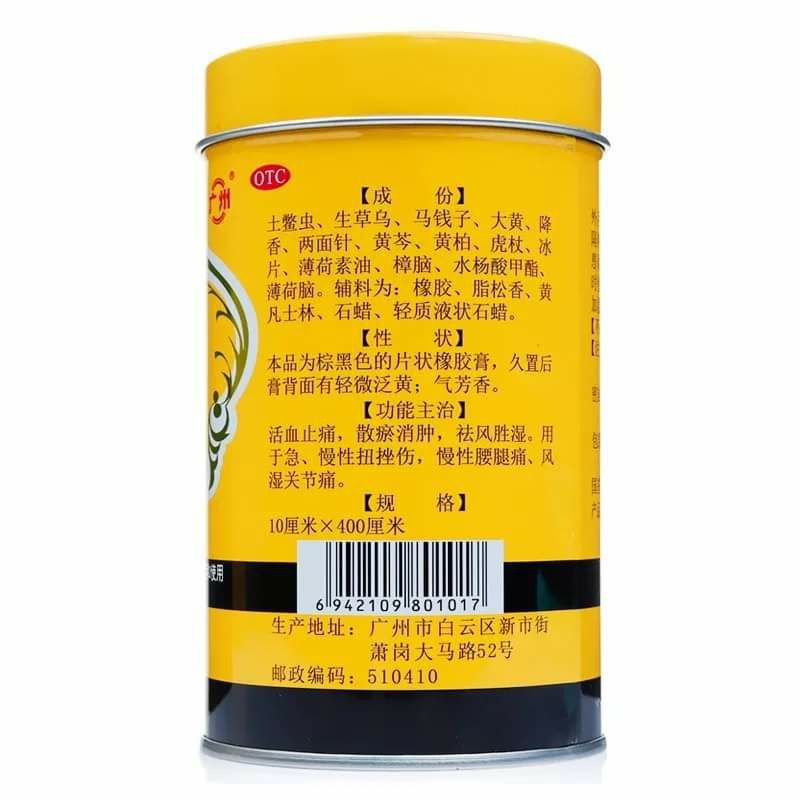 广州®
OTC
【成 份】
土鳖虫、生草乌、马钱子、大黄、降
香、两面针、黄芩、黄柏、虎杖、冰
片、薄荷素油、樟脑、水杨酸甲酯、
薄荷脑。辅料为：橡胶、脂松香、黄
凡士林、石蜡、轻质液状石蜡。
【性 状】
本品为棕黑色的片状橡胶膏，久置后
膏背面有轻微泛黄；气芳香。
【功能主治】
活血止痛，散瘀消肿，祛风胜湿。用
于急、慢性扭挫伤，慢性腰腿痛、风
湿关节痛。
【规 格】
10厘米×400厘米
使用
6 942109 801017
生产地址：广州市白云区新市街
萧岗大马路52号
邮政编码：510410